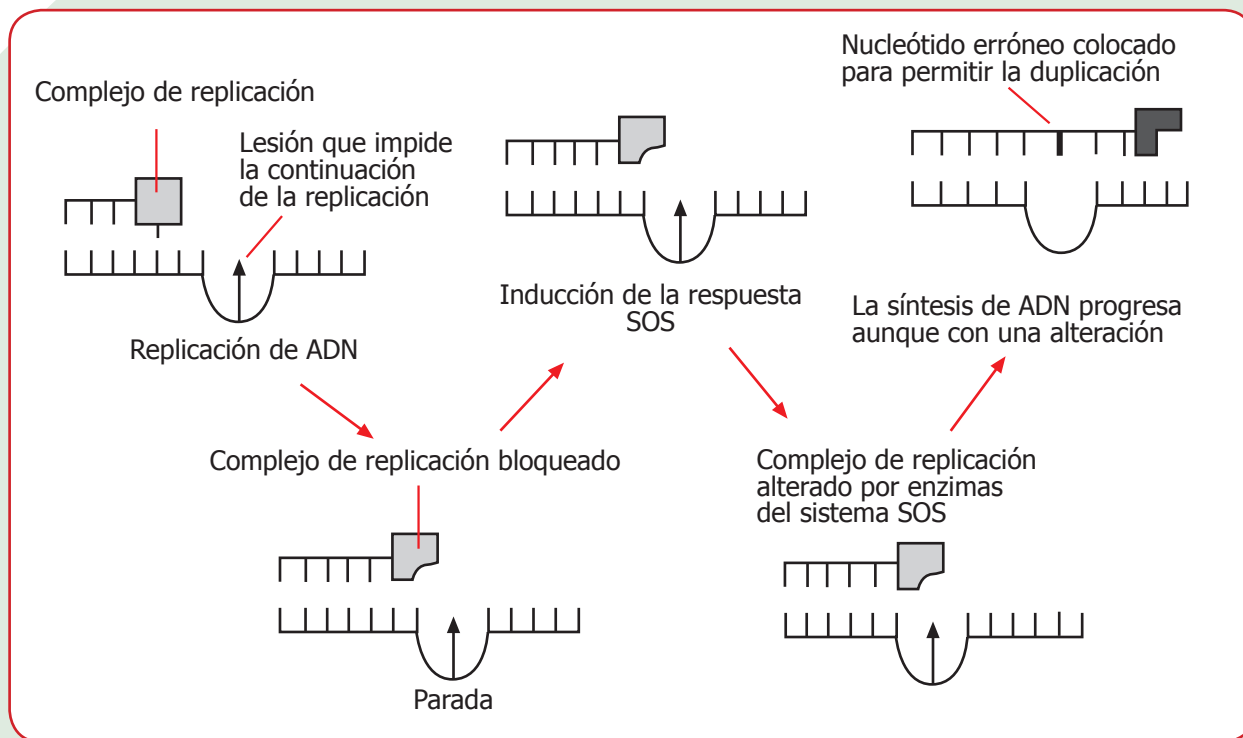 Complejo de replicación
Lesión que impide
la continuación
de la replicación
Replicación de ADN
Complejo de replicación bloqueado
Parada
Inducción de la respuesta
SOS
Complejo de replicación
alterado por enzimas
del sistema SOS
Nucleótido erróneo colocado
para permitir la duplicación
La síntesis de ADN progresa
aunque con una alteración